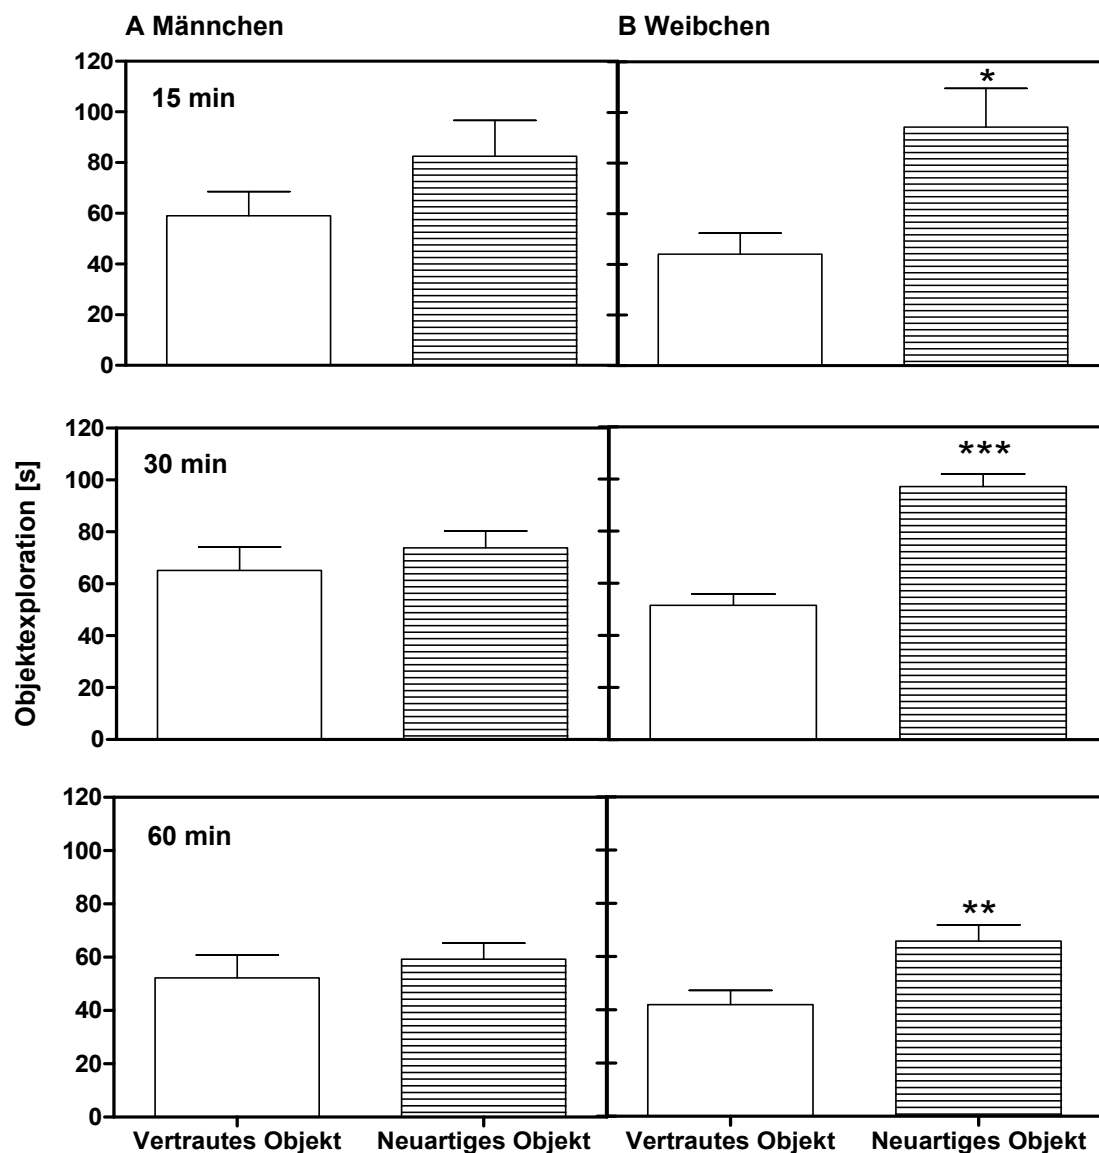 A Männchen
B Weibchen
120
100
80
60
40
20
0
15 min
*
Objektexploration [s]
120
100
80
60
40
20
0
30 min
***
120
100
80
60
40
20
0
60 min
**
Vertrautes Objekt
Neuartiges Objekt
Vertrautes Objekt
Neuartiges Objekt